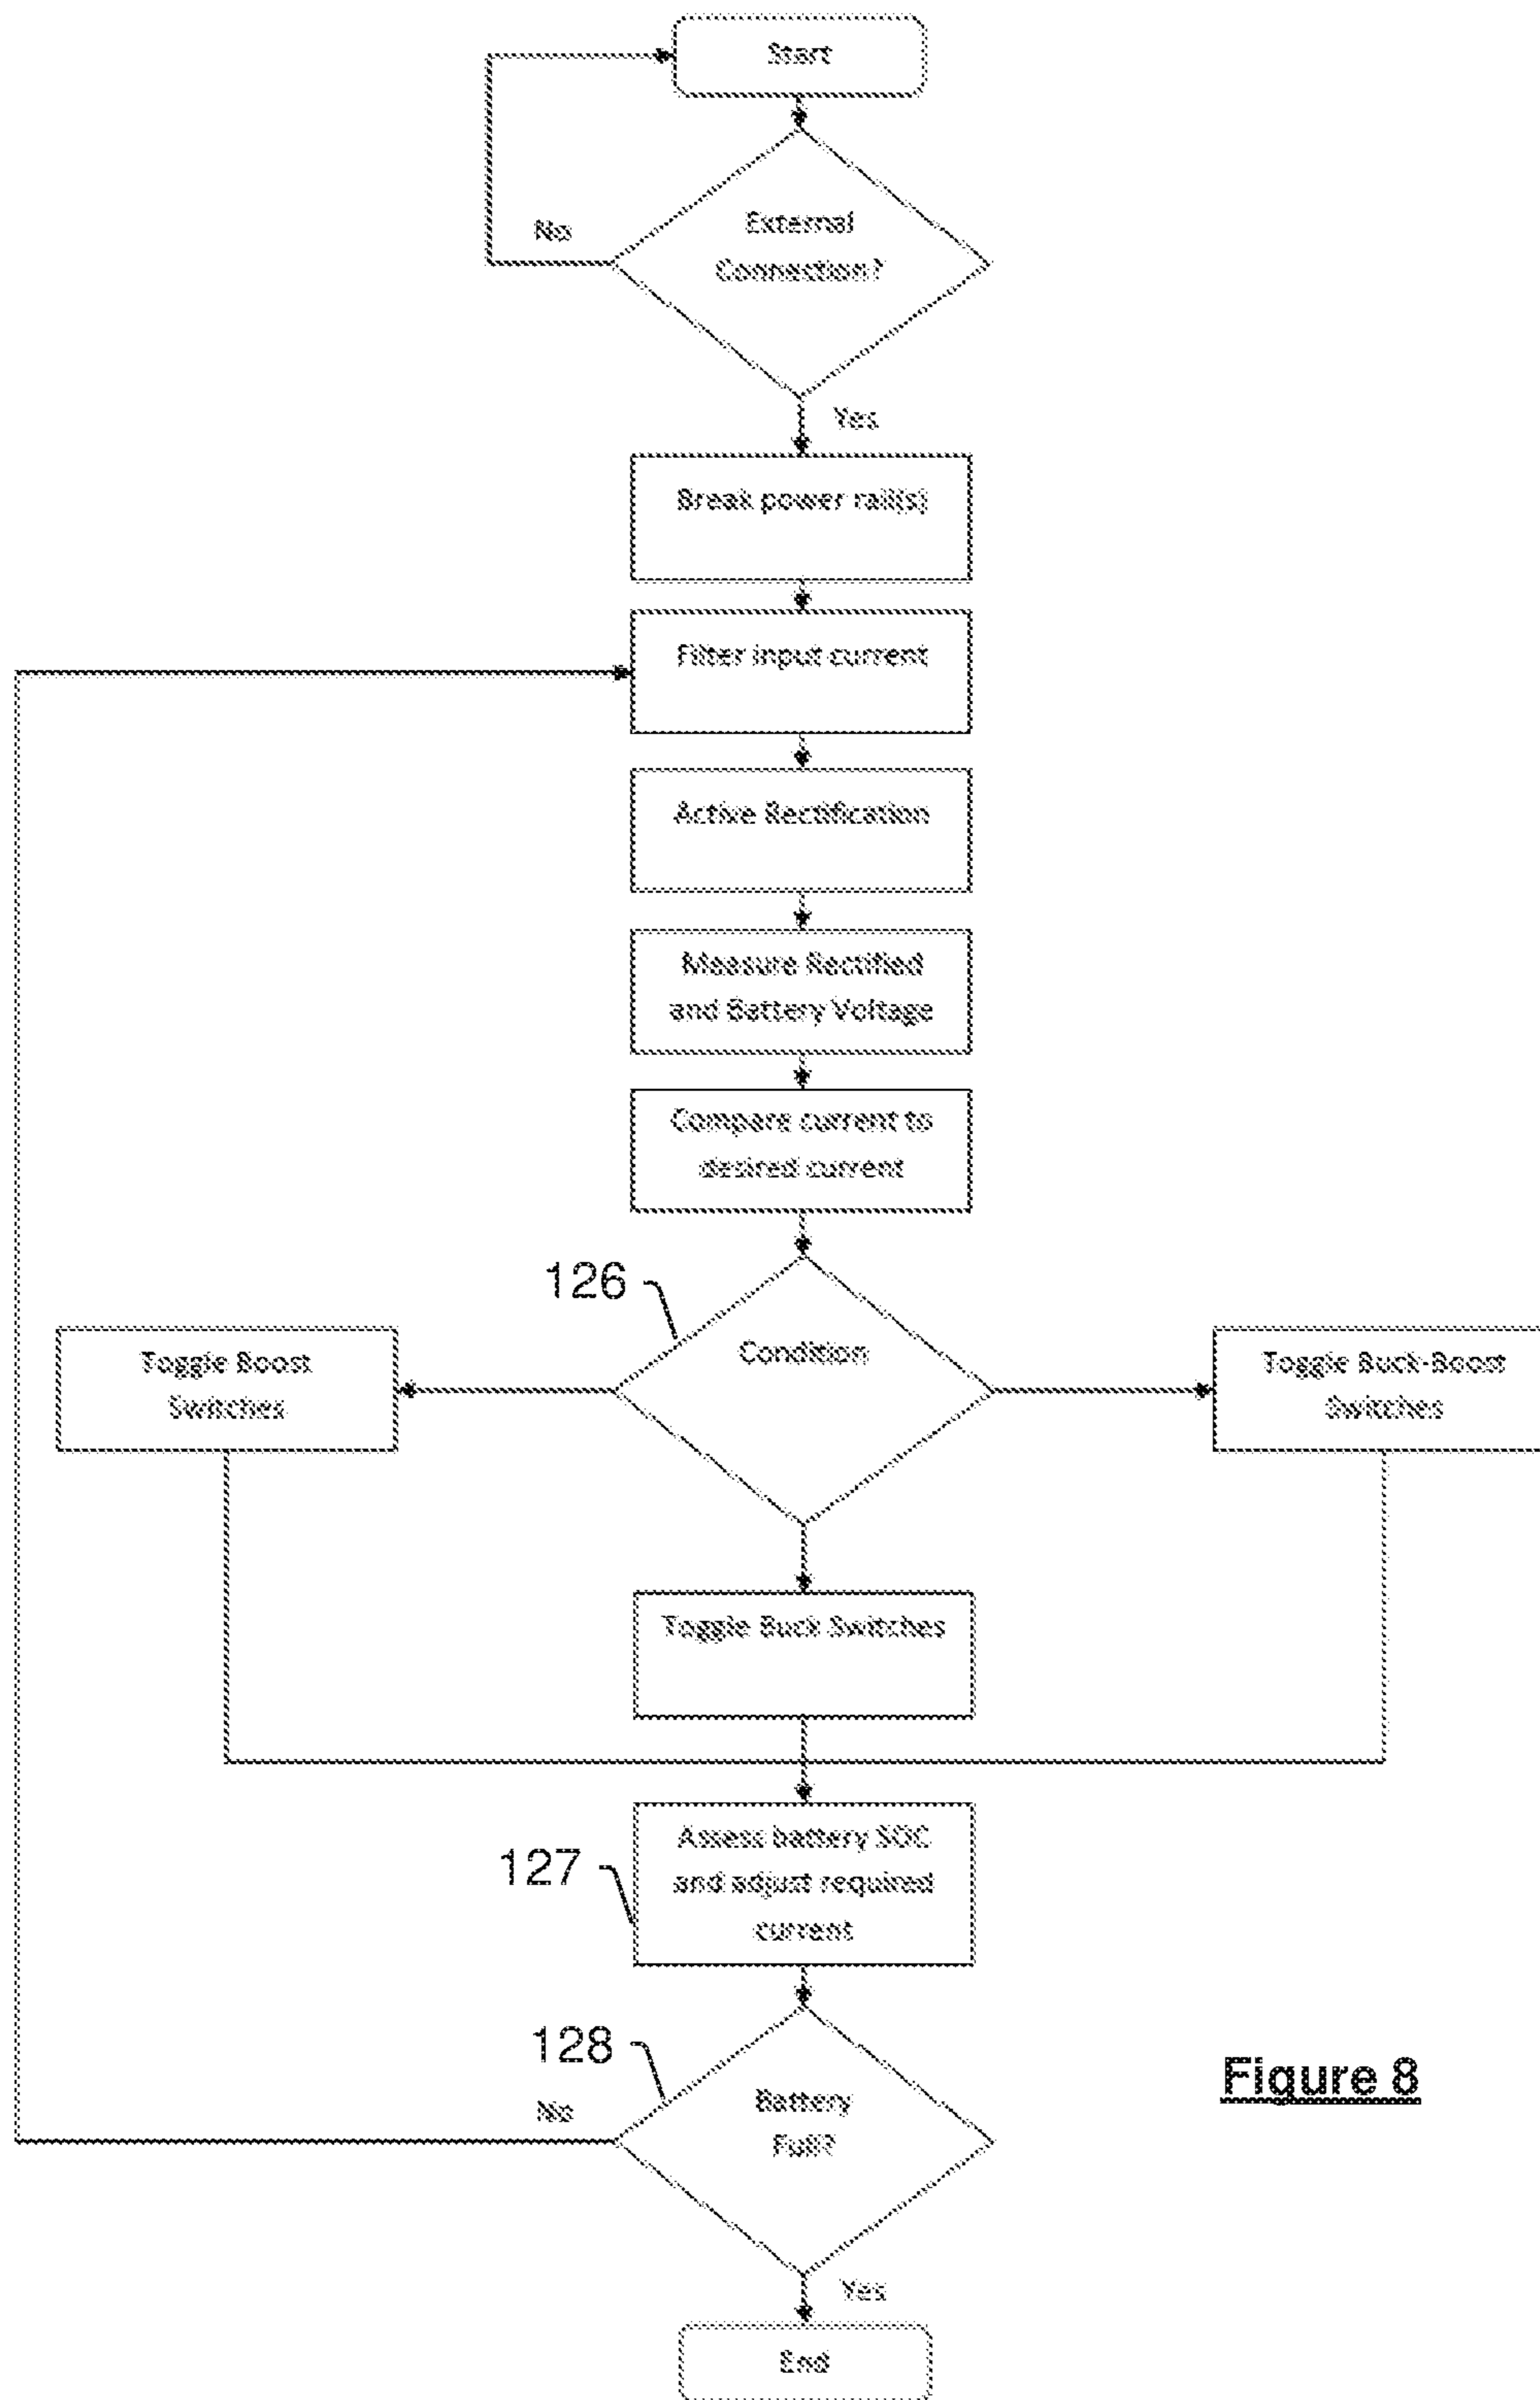 Start
External
Connection?
No
Yes
Break power rail(s)
Filter input current
Active Rectification
Measure Rectified
and Battery Voltage
Compare current to
desired current
126
Condition
Toggle Boost
Switches
Toggle Buck-Boost
Switches
Toggle Buck Switches
127
Assess battery SOC
and adjust required
current
128
Battery
Full?
No
Yes
End
Figure 8